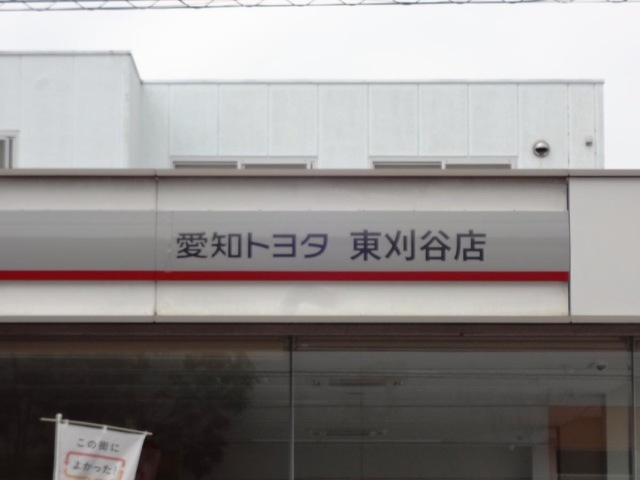 愛知トヨタ 東刈谷店
この街に
よかった!